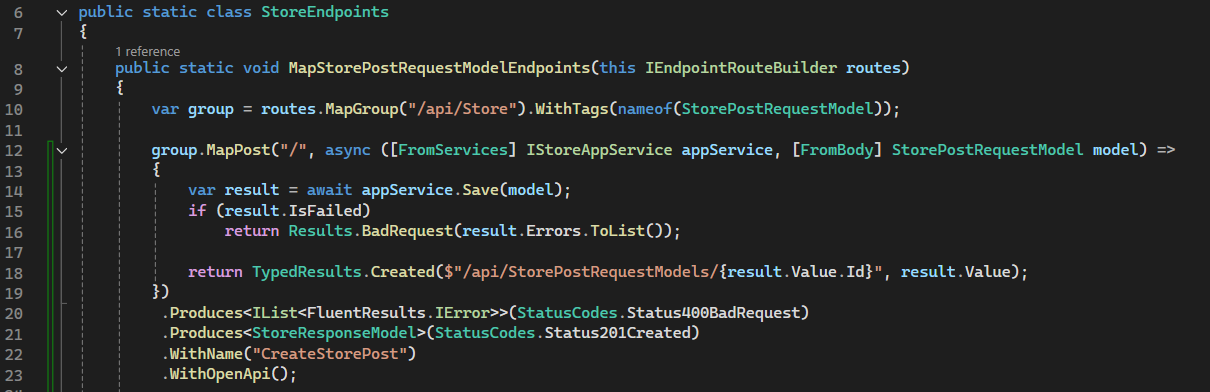 6 public static class StoreEndpoints
7 {
1 reference
8 public static void MapStorePostRequestModelEndpoints(this IEndpointRouteBuilder routes)
9 {
10 var group = routes.MapGroup("/api/Store").WithTags(nameof(StorePostRequestModel));
11
12 group.MapPost("/", async ([FromServices] IStoreAppService appService, [FromBody] StorePostRequestModel model) =>
13 {
14 var result = await appService.Save(model);
15 if (result.IsFailed)
16 return Results.BadRequest(result.Errors.ToList());
17
18 return TypedResults.Created($"/api/StorePostRequestModels/{result.Value.Id}", result.Value);
19 })
20 .Produces<IList<FluentResults.IError>>(StatusCodes.Status400BadRequest)
21 .Produces<StoreResponseModel>(StatusCodes.Status201Created)
22 .WithName("CreateStorePost")
23 .WithOpenApi();